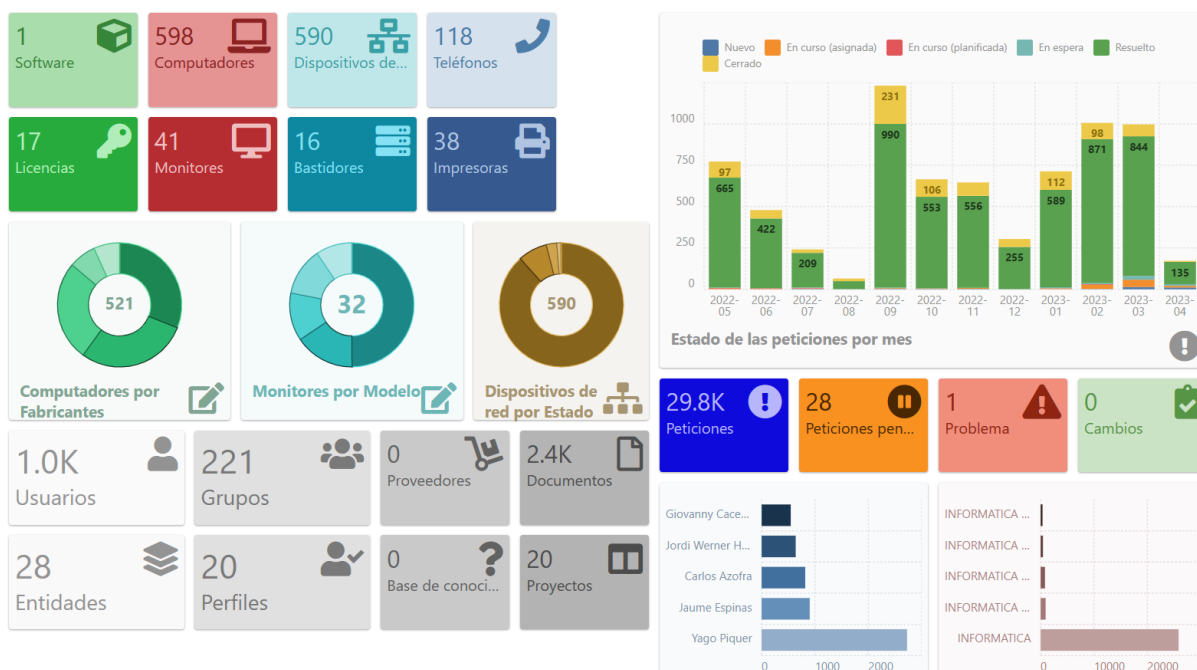 1
Software
598
Computadores
590
Dispositivos de...
118
Teléfonos
17
Licencias
41
Monitores
16
Bastidores
38
Impresoras
521
Computadores por
Fabricantes
32
Monitores por Modelo
590
Dispositivos de
red por Estado
1.0K
Usuarios
221
Grupos
0
Proveedores
2.4K
Documentos
28
Entidades
20
Perfiles
0
Base de conoci...
20
Proyectos
Nuevo En curso (asignada) En curso (planificada) En espera Resuelto
Cerrado
1000
750
500
250
0
97
665
422
209
231
990
106
553
556
255
112
589
98
871
844
135
2022-05
2022-06
2022-07
2022-08
2022-09
2022-10
2022-11
2022-12
2023-01
2023-02
2023-03
2023-04
Estado de las peticiones por mes
29.8K
Peticiones
28
Peticiones pen...
1
Problema
0
Cambios
Giovanny Cace...
Jordi Werner H...
Carlos Azofra
Jaume Espinas
Yago Piquer
0 1000 2000
INFORMATICA ...
INFORMATICA ...
INFORMATICA ...
INFORMATICA ...
INFORMATICA
0 10000 20000